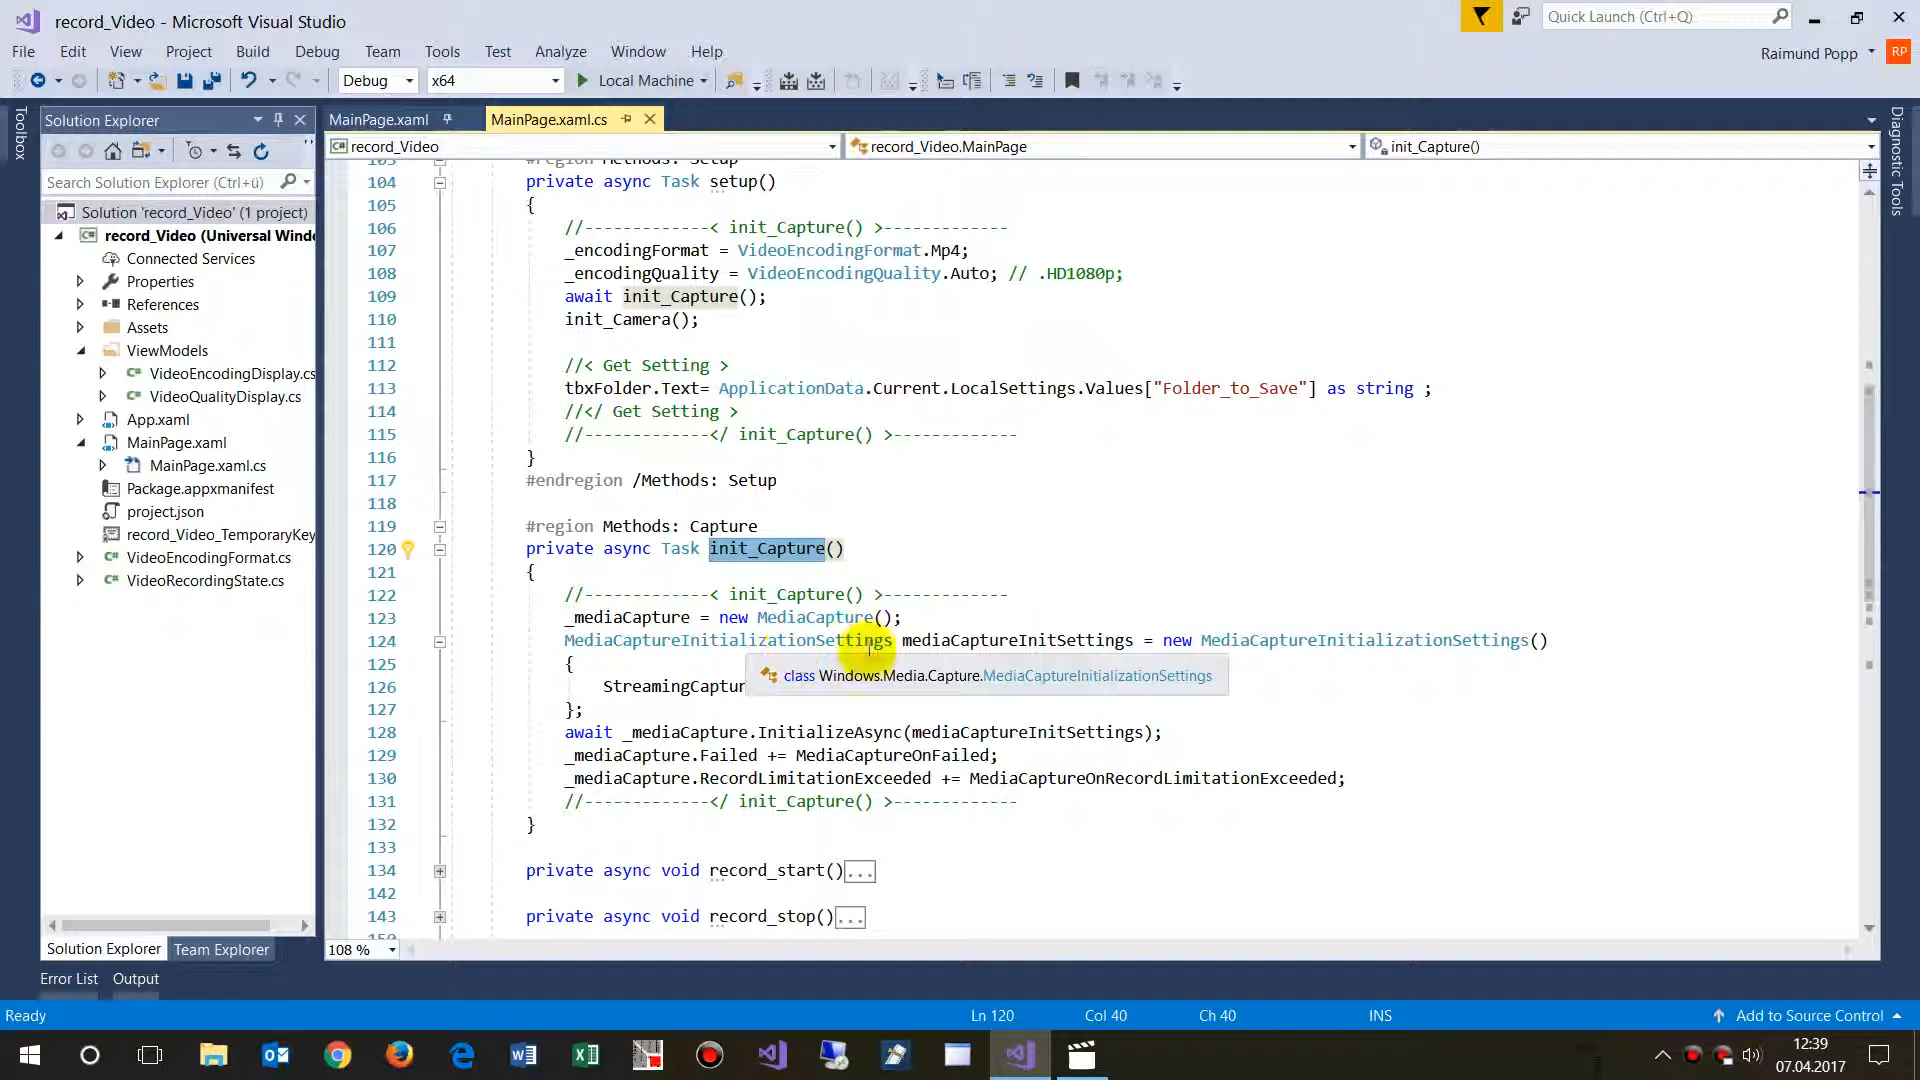 record_Video - Microsoft Visual Studio
Quick Launch (Ctrl+Q)
File Edit View Project Build Debug Team Tools Test Analyze Window Help
Raimund Popp RP
Debug x64 Local Machine
Toolbox
Solution Explorer
Search Solution Explorer (Ctrl+ü)
Solution 'record_Video' (1 project)
record_Video (Universal Windo
Connected Services
Properties
References
Assets
ViewModels
VideoEncodingDisplay.cs
VideoQualityDisplay.cs
App.xaml
MainPage.xaml
MainPage.xaml.cs
Package.appxmanifest
project.json
record_Video_TemporaryKey
VideoEncodingFormat.cs
VideoRecordingState.cs
Solution Explorer Team Explorer
MainPage.xaml MainPage.xaml.cs
record_Video record_Video.MainPage init_Capture()
103 #region Methods: Setup
104 private async Task setup()
105 {
106 //-------------< init_Capture() >-------------
107 _encodingFormat = VideoEncodingFormat.Mp4;
108 _encodingQuality = VideoEncodingQuality.Auto; // .HD1080p;
109 await init_Capture();
110 init_Camera();
111
112 //< Get Setting >
113 tbxFolder.Text= ApplicationData.Current.LocalSettings.Values["Folder_to_Save"] as string ;
114 //</ Get Setting >
115 //-------------</ init_Capture() >-------------
116 }
117 #endregion /Methods: Setup
118
119 #region Methods: Capture
120 private async Task init_Capture()
121 {
122 //-------------< init_Capture() >-------------
123 _mediaCapture = new MediaCapture();
124 MediaCaptureInitializationSettings mediaCaptureInitSettings = new MediaCaptureInitializationSettings()
125 {
class Windows.Media.Capture.MediaCaptureInitializationSettings
126 StreamingCaptur
127 };
128 await _mediaCapture.InitializeAsync(mediaCaptureInitSettings);
129 _mediaCapture.Failed += MediaCaptureOnFailed;
130 _mediaCapture.RecordLimitationExceeded += MediaCaptureOnRecordLimitationExceeded;
131 //-------------</ init_Capture() >-------------
132 }
133
134 private async void record_start()...
142
143 private async void record_stop()...
108 %
Diagnostic Tools
Error List Output
Ready Ln 120 Col 40 Ch 40 INS Add to Source Control
12:39
07.04.2017